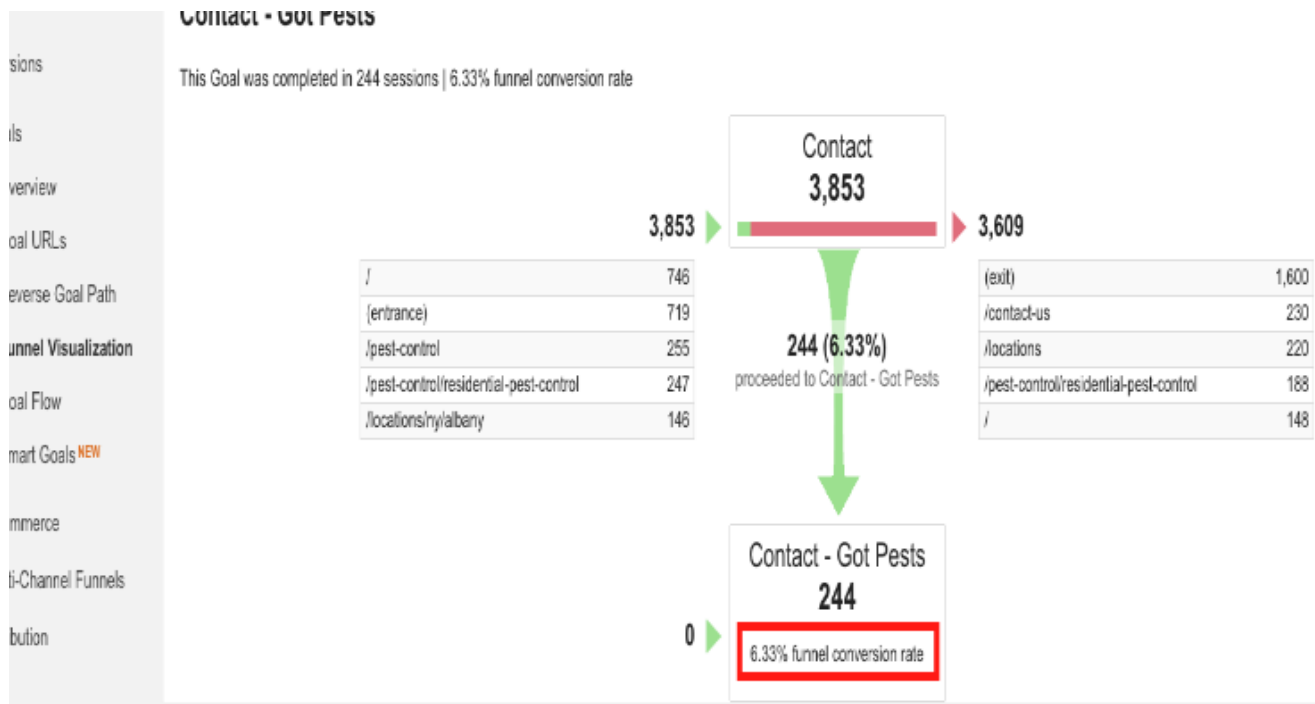 Contact - Got Pests
This Goal was completed in 244 sessions | 6.33% funnel conversion rate
sions
ls
verview
oal URLs
everse Goal Path
unnel Visualization
oal Flow
mart Goals NEW
mmerce
ti-Channel Funnels
bution
Contact
3,853
3,853
3,609
/ 746
(entrance) 719
/pest-control 255
/pest-control/residential-pest-control 247
/locations/ny/albany 146
244 (6.33%)
proceeded to Contact - Got Pests
(exit) 1,600
/contact-us 230
/locations 220
/pest-control/residential-pest-control 188
/ 148
Contact - Got Pests
244
0
6.33% funnel conversion rate